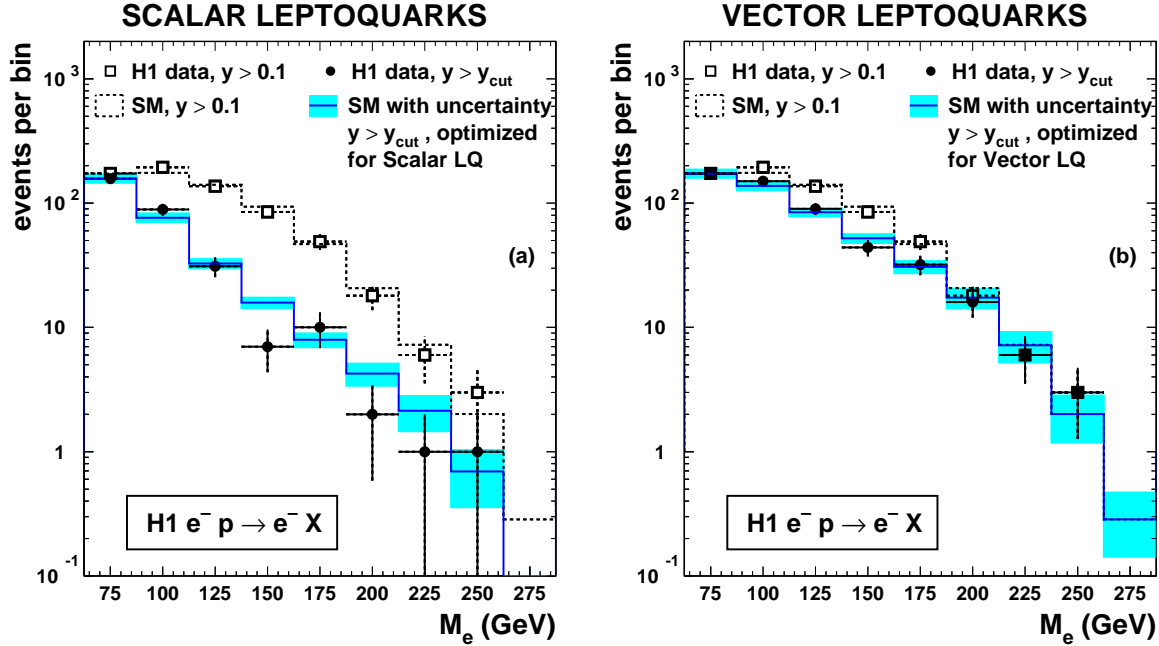 SCALAR LEPTOQUARKS
events per bin
10³
10²
10
1
10⁻¹
H1 data, y > 0.1
H1 data, y > y_cut
SM, y > 0.1
SM with uncertainty
y > y_cut , optimized
for Scalar LQ
(a)
H1 e⁻ p → e⁻ X
75 100 125 150 175 200 225 250
M_e (GeV)
VECTOR LEPTOQUARKS
events per bin
10³
10²
10
1
10⁻¹
H1 data, y > 0.1
H1 data, y > y_cut
SM, y > 0.1
SM with uncertainty
y > y_cut , optimized
for Vector LQ
(b)
H1 e⁻ p → e⁻ X
75 100 125 150 175 200 225 250
M_e (GeV)